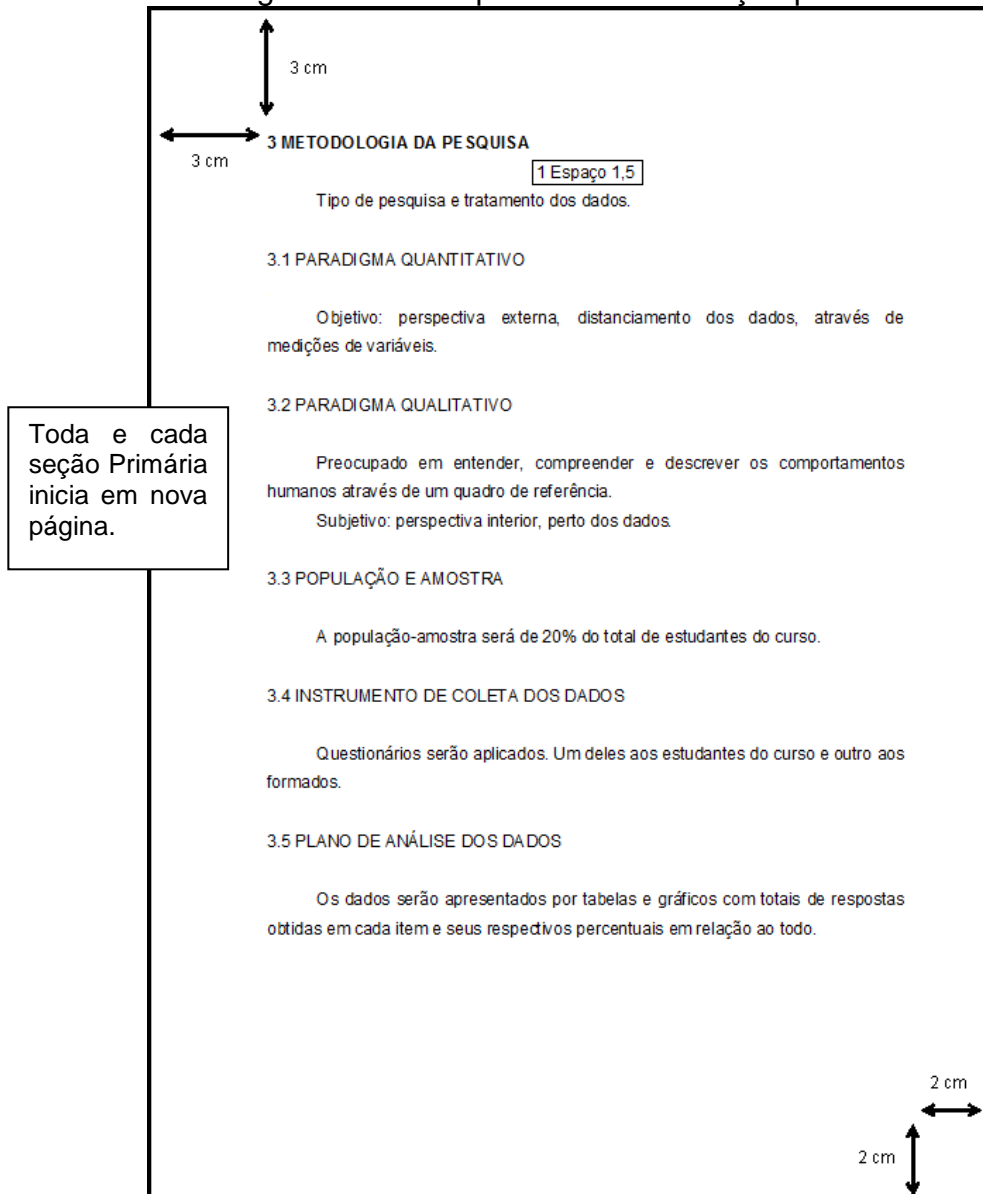 3 cm
3 cm
3 METODOLOGIA DA PESQUISA
1 Espaço 1,5
Tipo de pesquisa e tratamento dos dados.
3.1 PARADIGMA QUANTITATIVO
Objetivo: perspectiva externa, distanciamento dos dados, através de
medições de variáveis.
3.2 PARADIGMA QUALITATIVO
Toda e cada
seção Primária
inicia em nova
página.
Preocupado em entender, compreender e descrever os comportamentos
humanos através de um quadro de referência.
Subjetivo: perspectiva interior, perto dos dados.
3.3 POPULAÇÃO E AMOSTRA
A população-amostra será de 20% do total de estudantes do curso.
3.4 INSTRUMENTO DE COLETA DOS DADOS
Questionários serão aplicados. Um deles aos estudantes do curso e outro aos
formados.
3.5 PLANO DE ANÁLISE DOS DADOS
Os dados serão apresentados por tabelas e gráficos com totais de respostas
obtidas em cada item e seus respectivos percentuais em relação ao todo.
2 cm
2 cm